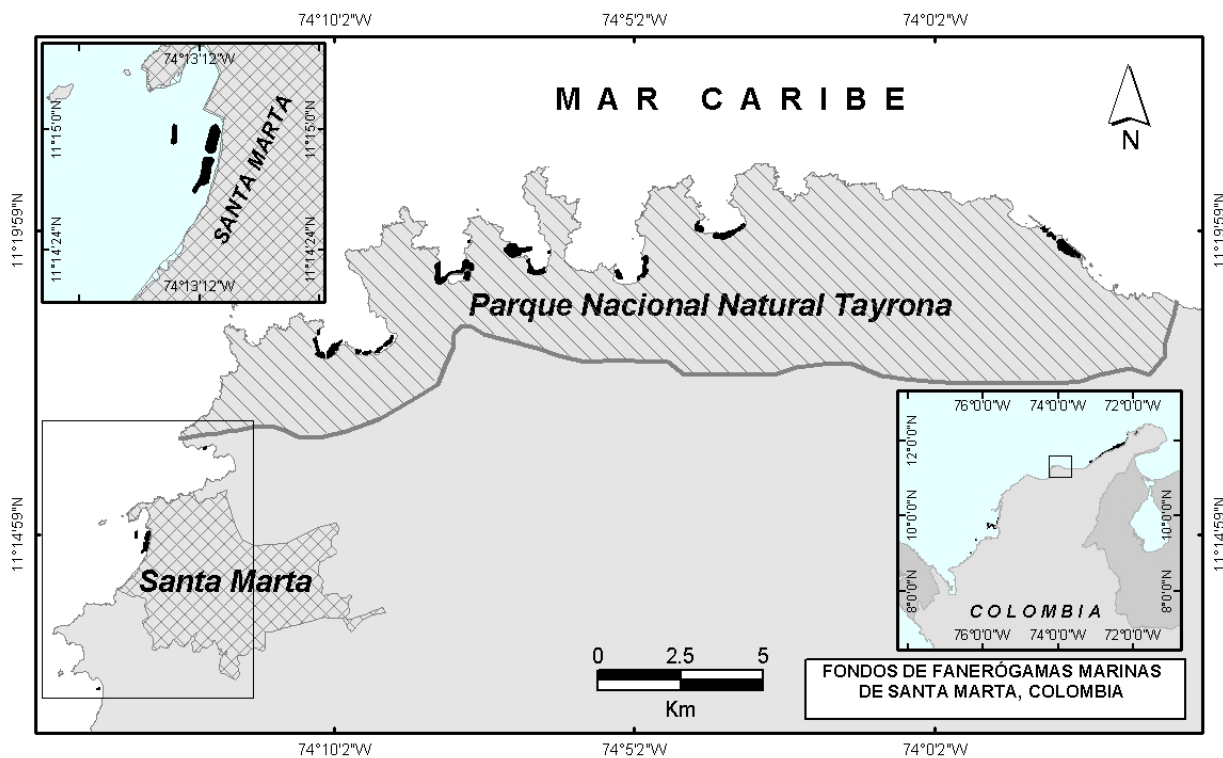 74°10'2"W
74°5'2"W
74°0'2"W
74°13'12"W
11°15'0"N
11°15'0"N
SANTA MARTA
11°14'24"N
11°14'24"N
74°13'12"W
MAR CARIBE
N
11°19'59"N
11°19'59"N
Parque Nacional Natural Tayrona
76°0'0"W
74°0'0"W
72°0'0"W
12°0'0"N
12°0'0"N
10°0'0"N
10°0'0"N
8°0'0"N
8°0'0"N
COLOMBIA
76°0'0"W
74°0'0"W
72°0'0"W
11°14'59"N
11°14'59"N
Santa Marta
0 2.5 5
Km
FONDOS DE FANERÓGAMAS MARINAS
DE SANTA MARTA, COLOMBIA
74°10'2"W
74°5'2"W
74°0'2"W